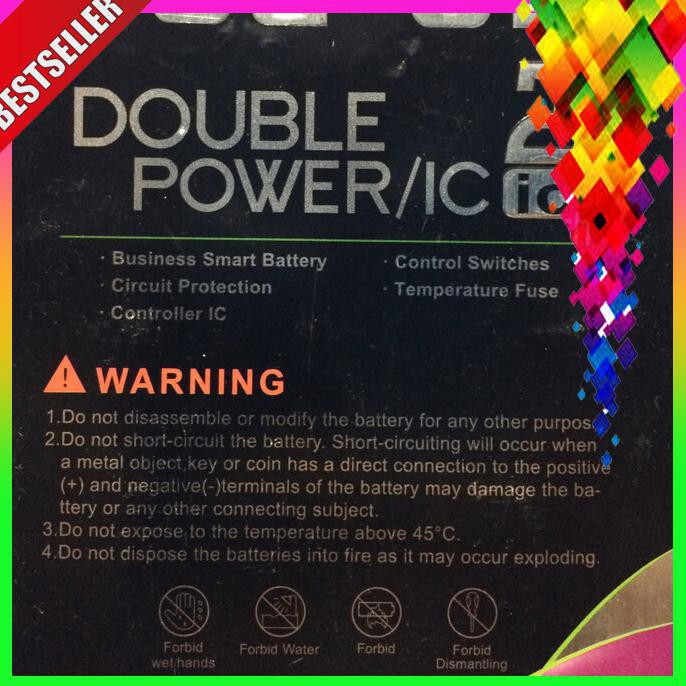 BESTSELLER
DOUBLE
POWER/IC
· Business Smart Battery
· Control Switches
· Circuit Protection
· Temperature Fuse
· Controller IC
! WARNING
1.Do not disassemble or modify the battery for any other
2.Do not short-circuit the battery. Short-circuiting will occur when
a metal object,key or coin has a direct connection to the positive
(+) and negative(-)terminals of the battery may damage the ba-
ttery or any other connecting subject.
3.Do not expose to the temperature above 45°C.
4.Do not dispose the batteries into fire as it may occur exploding.
Forbid
wet hands
Forbid Water
Forbid
Forbid
Dismantling